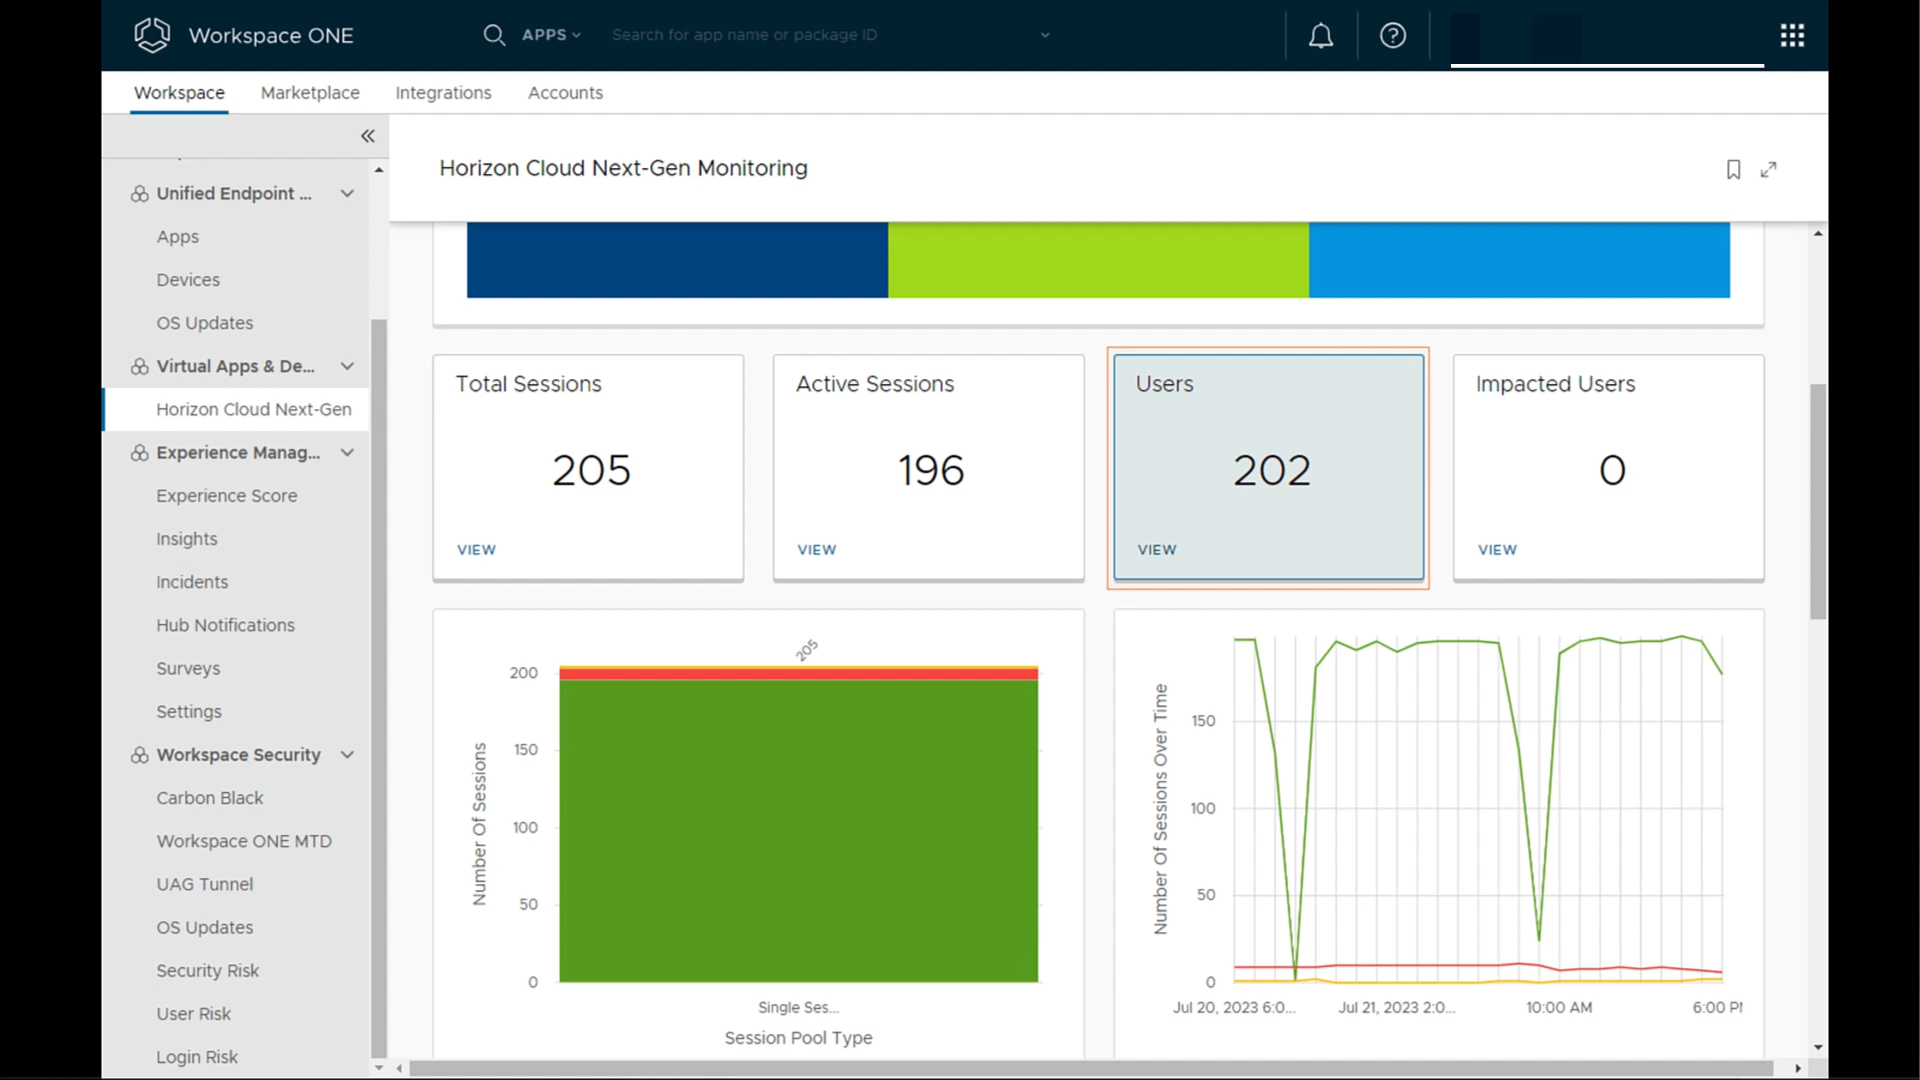 Workspace ONE
APPS
Search for app name or package ID
Workspace
Marketplace
Integrations
Accounts
Unified Endpoint ...
Apps
Devices
OS Updates
Virtual Apps & De...
Horizon Cloud Next-Gen
Experience Manag...
Experience Score
Insights
Incidents
Hub Notifications
Surveys
Settings
Workspace Security
Carbon Black
Workspace ONE MTD
UAG Tunnel
OS Updates
Security Risk
User Risk
Login Risk
Horizon Cloud Next-Gen Monitoring
Total Sessions
205
VIEW
Active Sessions
196
VIEW
Users
202
VIEW
Impacted Users
0
VIEW
205
200
150
100
50
0
Number Of Sessions
Single Ses...
Session Pool Type
Number Of Sessions Over Time
150
100
50
0
Jul 20, 2023 6:0...
Jul 21, 2023 2:0...
10:00 AM
6:00 P